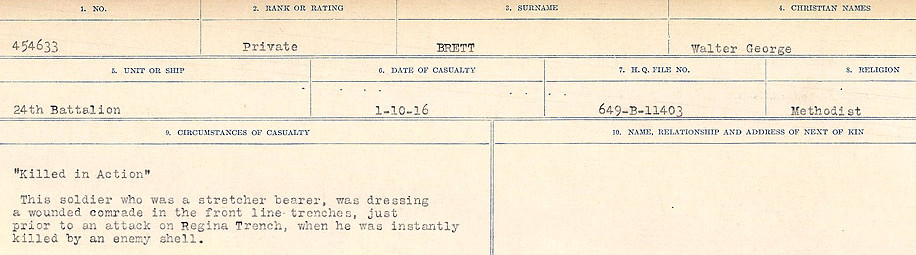 1. NO. 2. RANK OR RATING 3. SURNAME 4. CHRISTIAN NAMES
454633 Private BRETT Walter George
5. UNIT OR SHIP 6. DATE OF CASUALTY 7. H.Q. FILE NO. 8. RELIGION
24th Battalion 1-10-16 649-B-11403 Methodist
9. CIRCUMSTANCES OF CASUALTY 10. NAME, RELATIONSHIP AND ADDRESS OF NEXT OF KIN
"Killed in Action"
This soldier who was a stretcher bearer, was dressing
a wounded comrade in the front line trenches, just
prior to an attack on Regina Trench, when he was instantly
killed by an enemy shell.